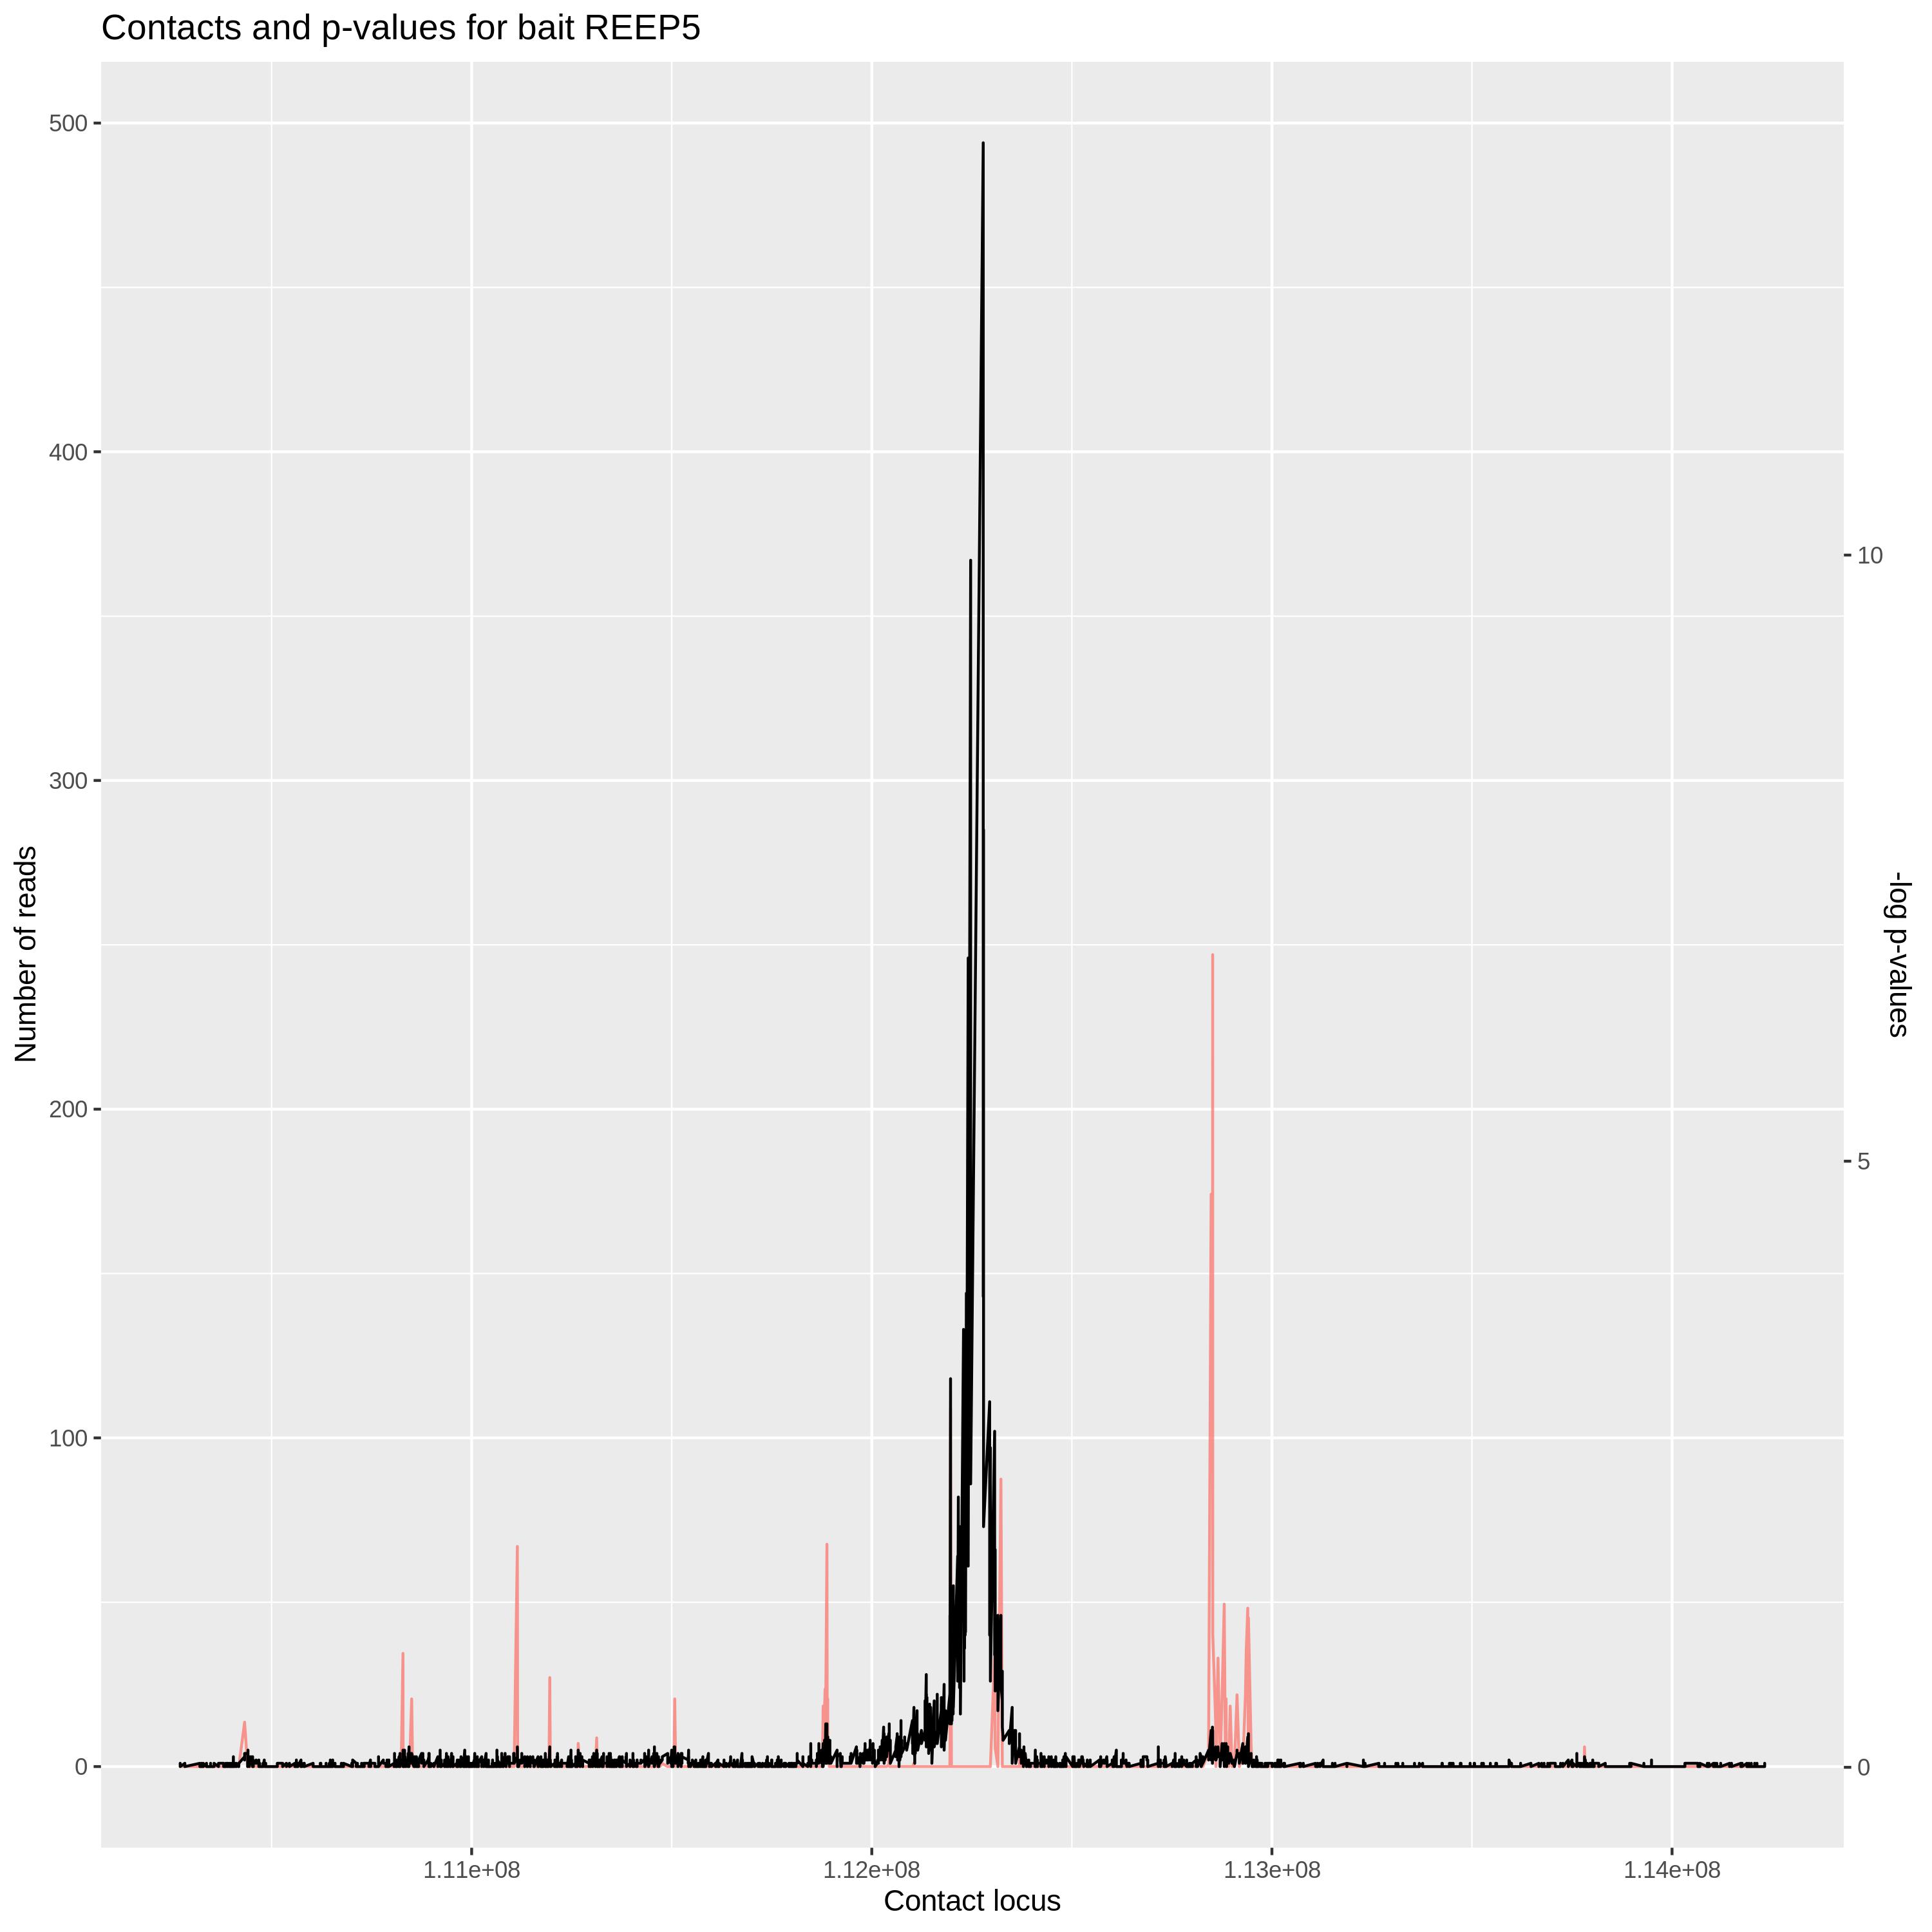 Contacts and p-values for bait REEP5
500
400
300
200
100
0
Number of reads
10
5
0
-log p-values
1.11e+08 1.12e+08 1.13e+08 1.14e+08
Contact locus